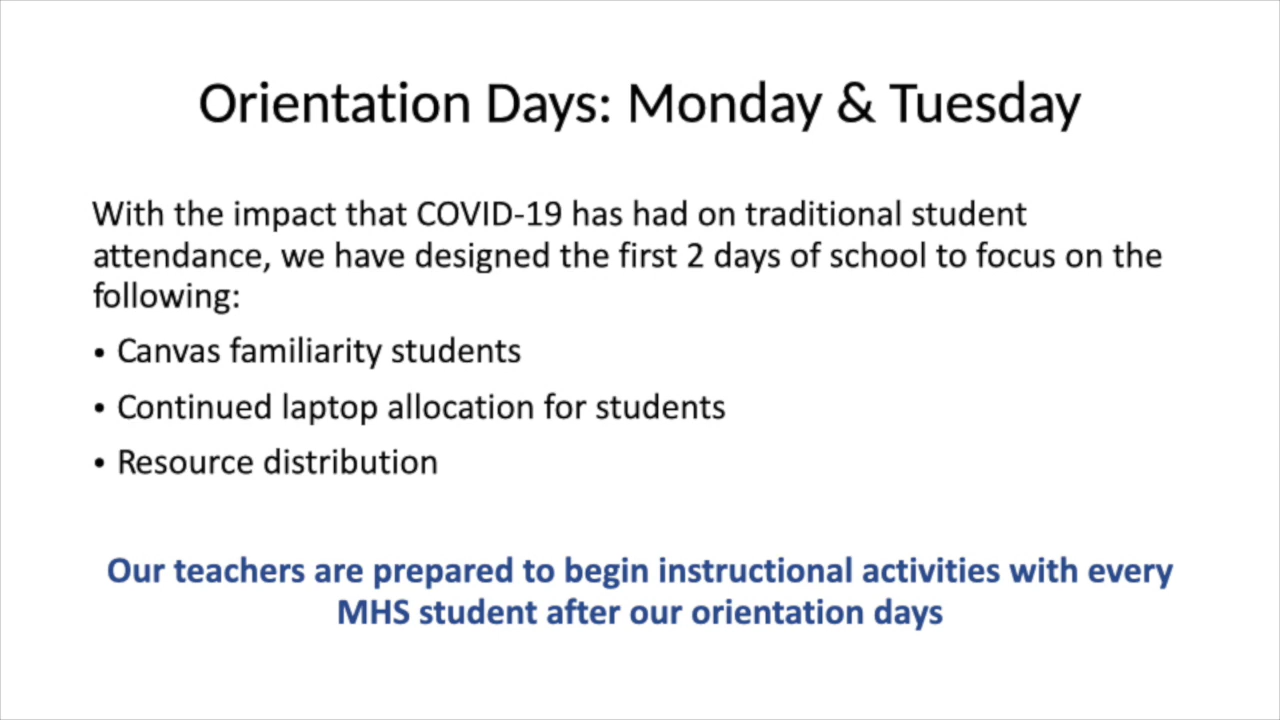 Orientation Days: Monday & Tuesday
With the impact that COVID-19 has had on traditional student
attendance, we have designed the first 2 days of school to focus on the
following:
• Canvas familiarity students
• Continued laptop allocation for students
• Resource distribution
Our teachers are prepared to begin instructional activities with every
MHS student after our orientation days